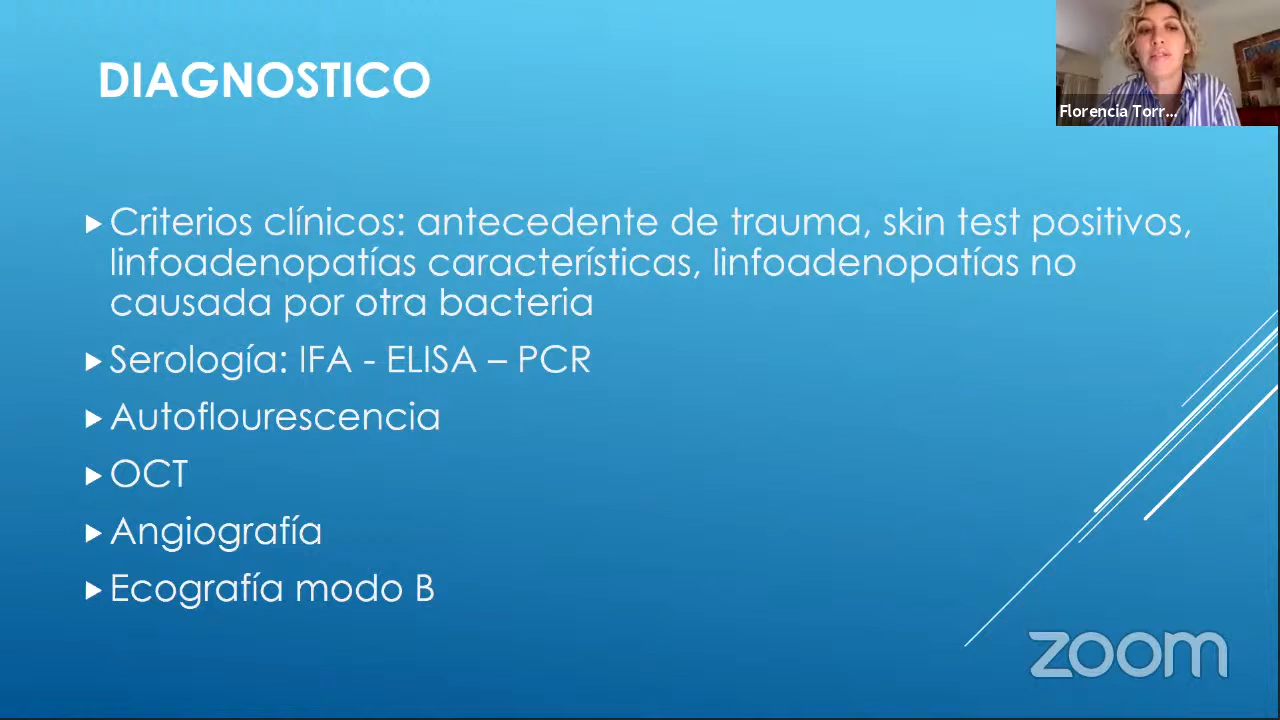 DIAGNOSTICO
Florencia Torr...
Criterios clínicos: antecedente de trauma, skin test positivos,
linfoadenopatías características, linfoadenopatías no
causada por otra bacteria
Serología: IFA - ELISA – PCR
Autoflourescencia
OCT
Angiografía
Ecografía modo B
zoom